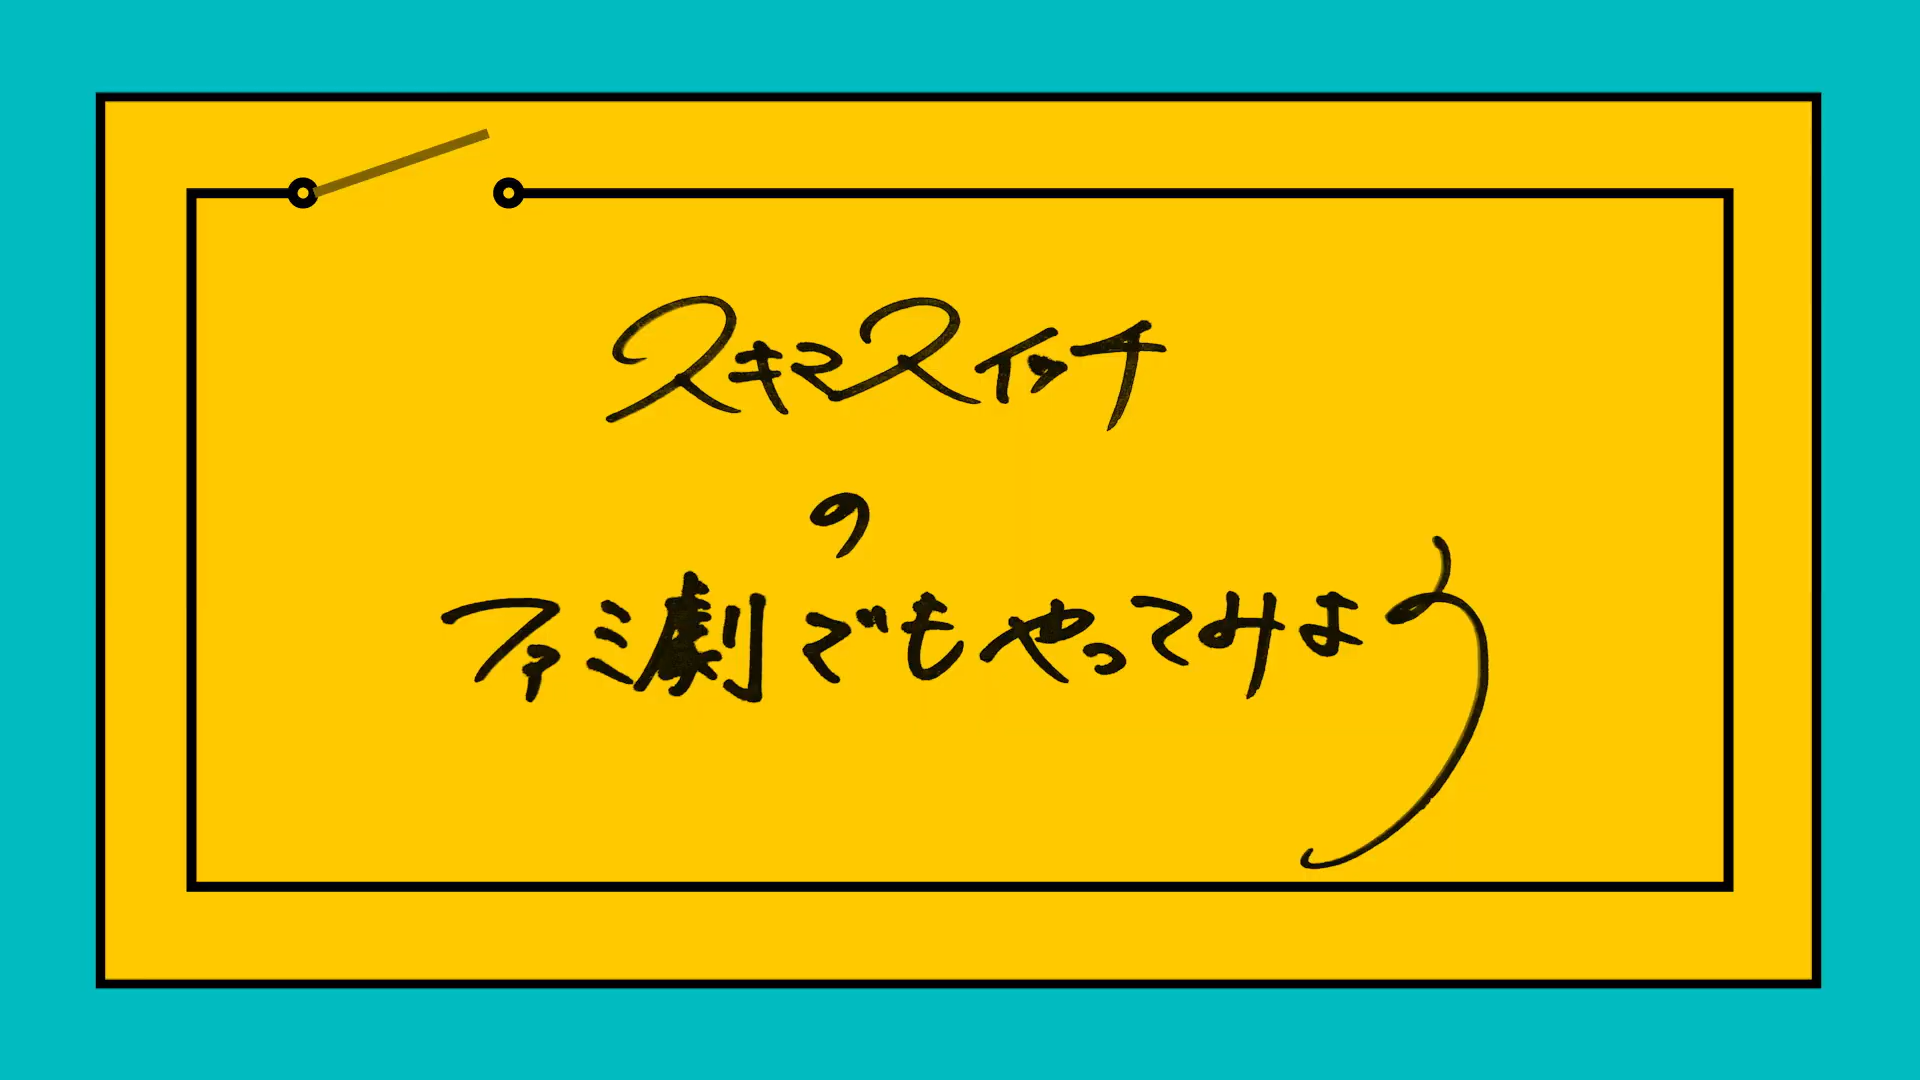 スキマスイッチ
の
ファミ劇でもやってみよう